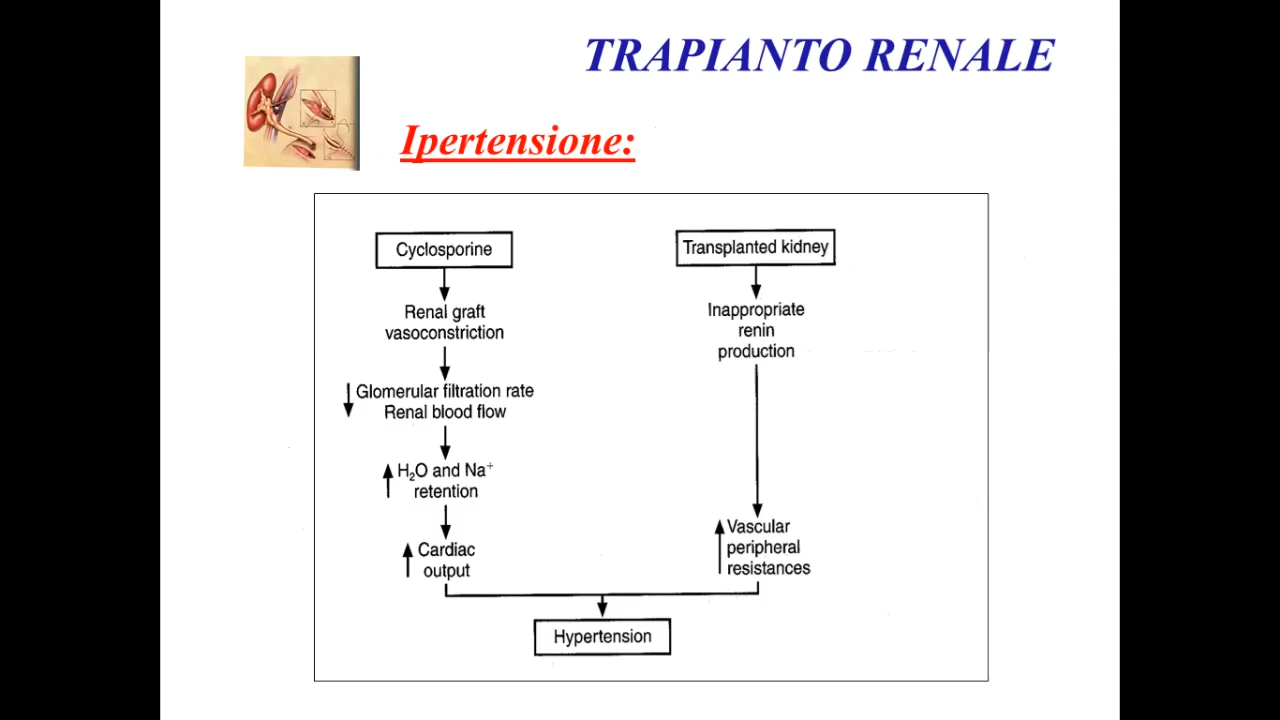 TRAPIANTO RENALE
Ipertensione:
Cyclosporine
Renal graft
vasoconstriction
↓ Glomerular filtration rate
Renal blood flow
↑ H₂O and Na⁺
retention
↑ Cardiac
output
Transplanted kidney
Inappropriate
renin
production
↑ Vascular
peripheral
resistances
Hypertension